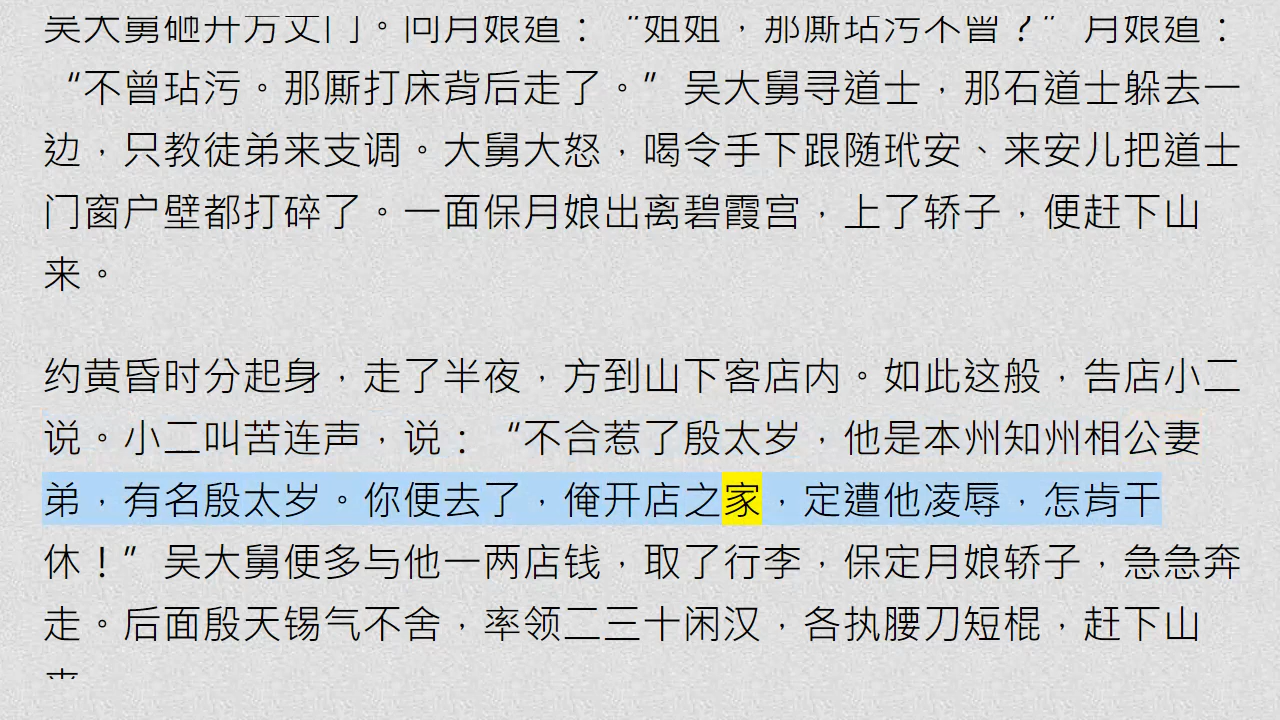 吴大舅砸开方丈门。问月娘道：“姐姐，那厮玷污不曾？”月娘道：
“不曾玷污。那厮打床背后走了。”吴大舅寻道士，那石道士躲去一
边，只教徒弟来支调。大舅大怒，喝令手下跟随玳安、来安儿把道士
门窗户壁都打碎了。一面保月娘出离碧霞宫，上了轿子，便赶下山
来。
约黄昏时分起身，走了半夜，方到山下客店内。如此这般，告店小二
说。小二叫苦连声，说：“不合惹了殷太岁，他是本州知州相公妻
弟，有名殷太岁。你便去了，俺开店之家，定遭他凌辱，怎肯干
休！”吴大舅便多与他一两店钱，取了行李，保定月娘轿子，急急奔
走。后面殷天锡气不舍，率领二三十闲汉，各执腰刀短棍，赶下山